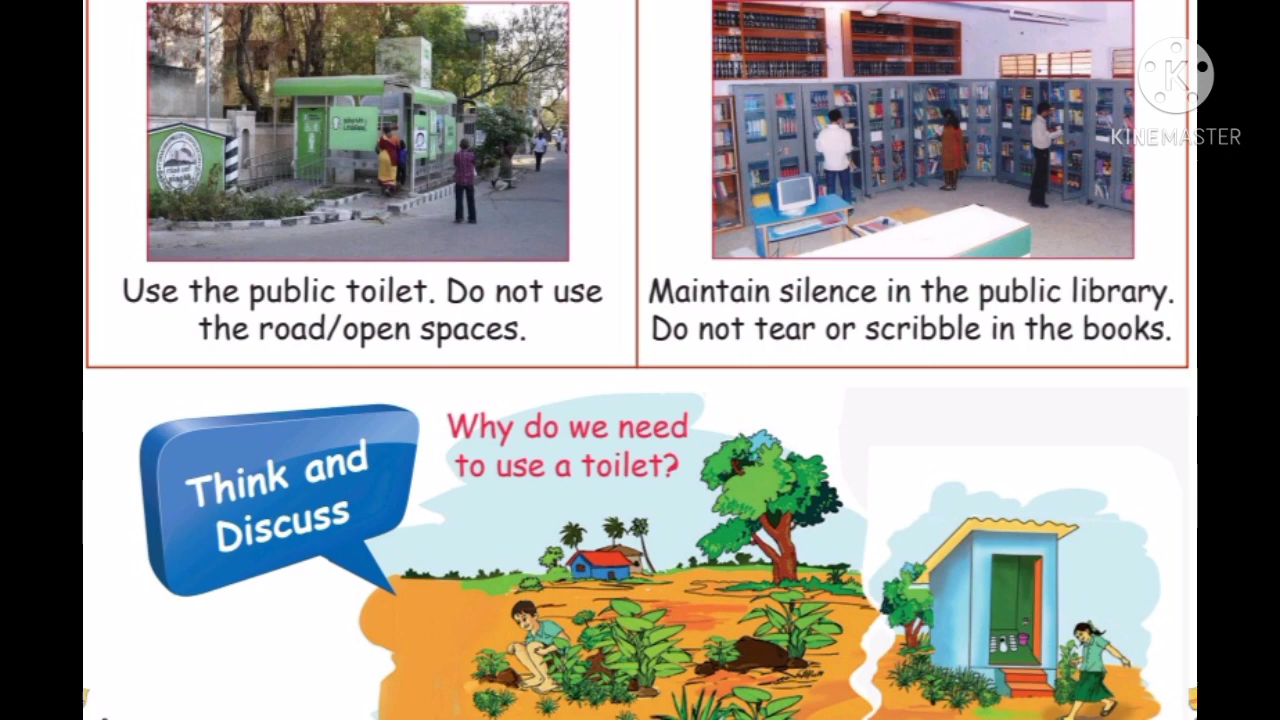 KINEMASTER
Use the public toilet. Do not use
the road/open spaces.
Maintain silence in the public library.
Do not tear or scribble in the books.
Think and
Discuss
Why do we need
to use a toilet?